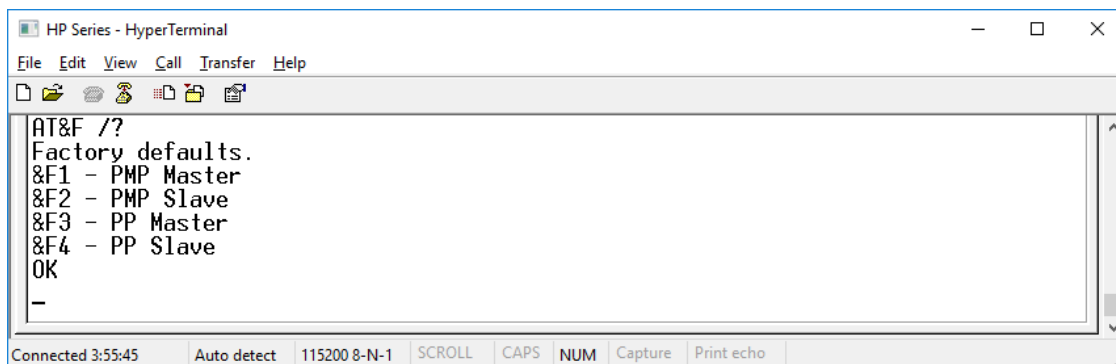 HP Series - HyperTerminal
File Edit View Call Transfer Help
AT&F /?
Factory defaults.
&F1 - PMP Master
&F2 - PMP Slave
&F3 - PP Master
&F4 - PP Slave
OK
_
Connected 3:55:45 Auto detect 115200 8-N-1 SCROLL CAPS NUM Capture Print echo